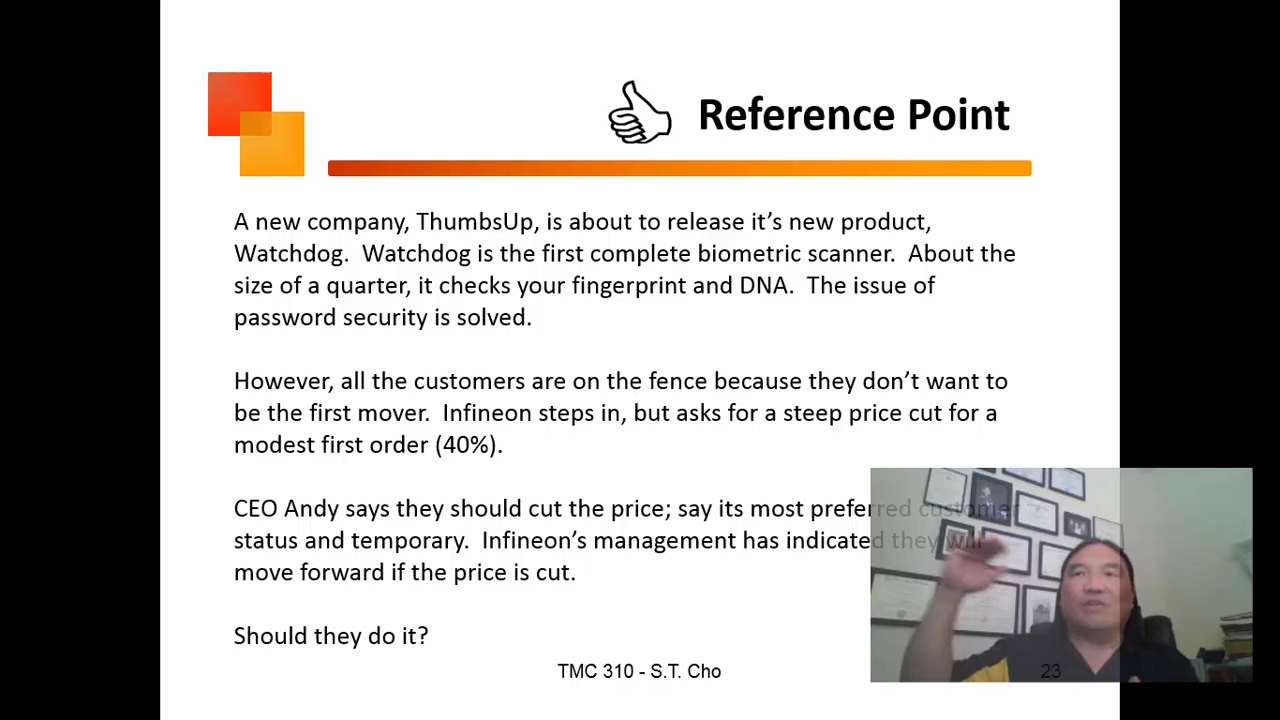 Reference Point
A new company, ThumbsUp, is about to release it's new product,
Watchdog.  Watchdog is the first complete biometric scanner.  About the
size of a quarter, it checks your fingerprint and DNA.  The issue of
password security is solved.
However, all the customers are on the fence because they don't want to
be the first mover.  Infineon steps in, but asks for a steep price cut for a
modest first order (40%).
CEO Andy says they should cut the price; say its most preferred customer
status and temporary.  Infineon's management has indicated they will
move forward if the price is cut.
Should they do it?
TMC 310 - S.T. Cho
23